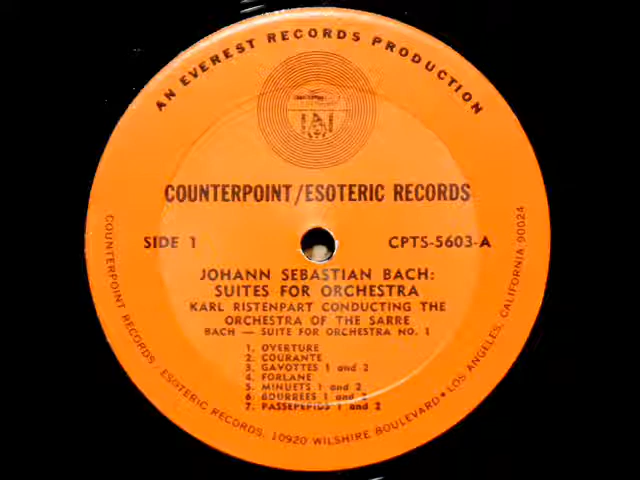 AN EVEREST RECORDS PRODUCTION
COUNTERPOINT/ESOTERIC RECORDS
SIDE 1
CPTS-5603-A
JOHANN SEBASTIAN BACH:
SUITES FOR ORCHESTRA
KARL RISTENPART CONDUCTING THE
ORCHESTRA OF THE SARRE
BACH — SUITE FOR ORCHESTRA NO. 1
1. OVERTURE
2. COURANTE
3. GAVOTTES 1 and 2
4. FORLANE
5. MINUETS 1 and 2
6. BOURREES 1 and 2
7. PASSEPEPIDS 1 and 2
COUNTERPOINT RECORDS · ESOTERIC RECORDS, 10920 WILSHIRE BOULEVARD • LOS ANGELES, CALIFORNIA 90024